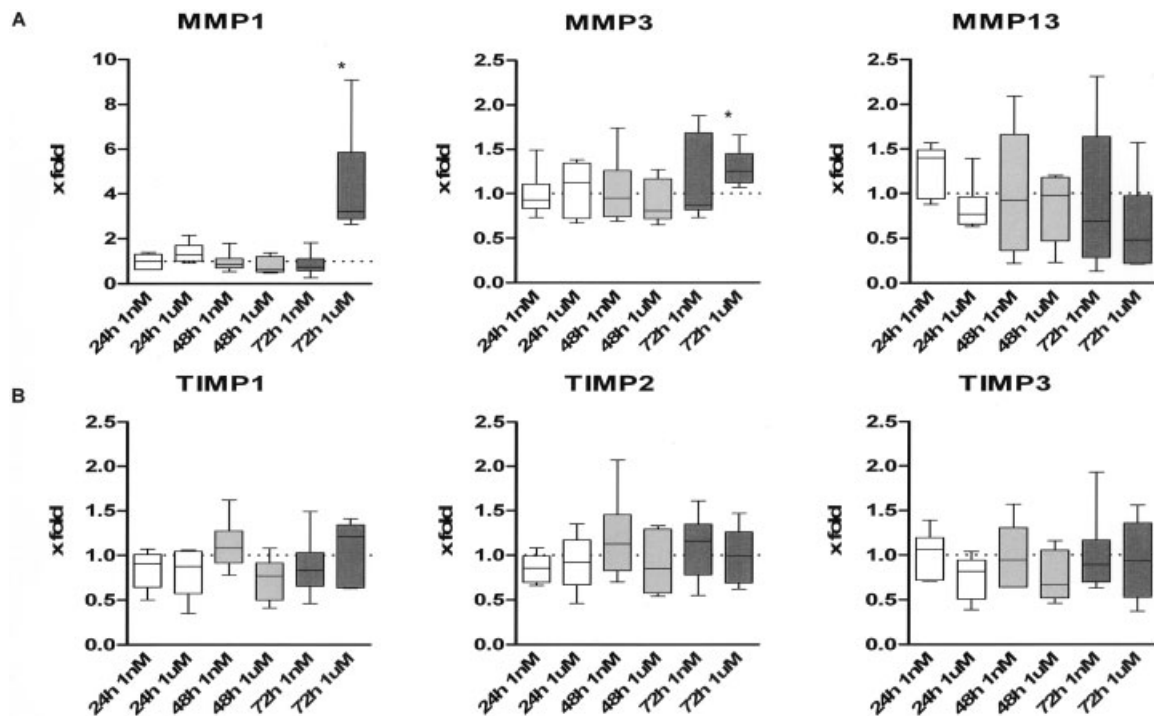 A
MMP1
MMP3
MMP13
x fold
10
8
6
4
2
0
*
24h 1nM
24h 1uM
48h 1nM
48h 1uM
72h 1nM
72h 1uM
x fold
2.5
2.0
1.5
1.0
0.5
0.0
*
24h 1nM
24h 1uM
48h 1nM
48h 1uM
72h 1nM
72h 1uM
x fold
2.5
2.0
1.5
1.0
0.5
0.0
24h 1nM
24h 1uM
48h 1nM
48h 1uM
72h 1nM
72h 1uM
B
TIMP1
TIMP2
TIMP3
x fold
2.5
2.0
1.5
1.0
0.5
0.0
24h 1nM
24h 1uM
48h 1nM
48h 1uM
72h 1nM
72h 1uM
x fold
2.5
2.0
1.5
1.0
0.5
0.0
24h 1nM
24h 1uM
48h 1nM
48h 1uM
72h 1nM
72h 1uM
x fold
2.5
2.0
1.5
1.0
0.5
0.0
24h 1nM
24h 1uM
48h 1nM
48h 1uM
72h 1nM
72h 1uM